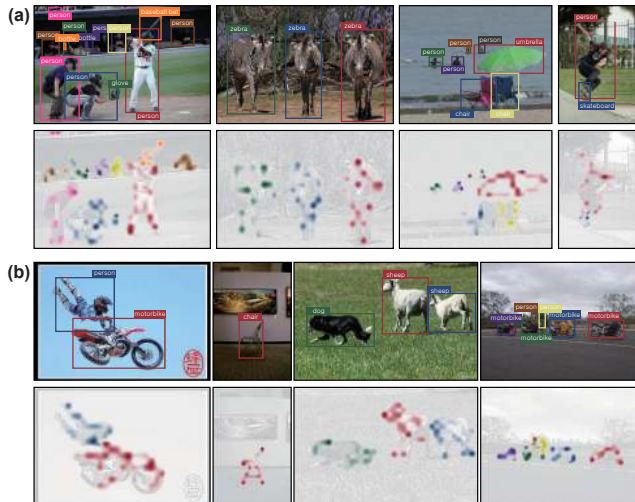 (a)
baseball bat
person
person
bottle
bottle
person
person
person
person
glove
person
zebra
zebra
zebra
person
person
person
person
umbrella
chair
chair
person
skateboard
(b)
person
motorbike
chair
sheep
sheep
dog
person
person
motorbike
motorbike
motorbike
motorbike